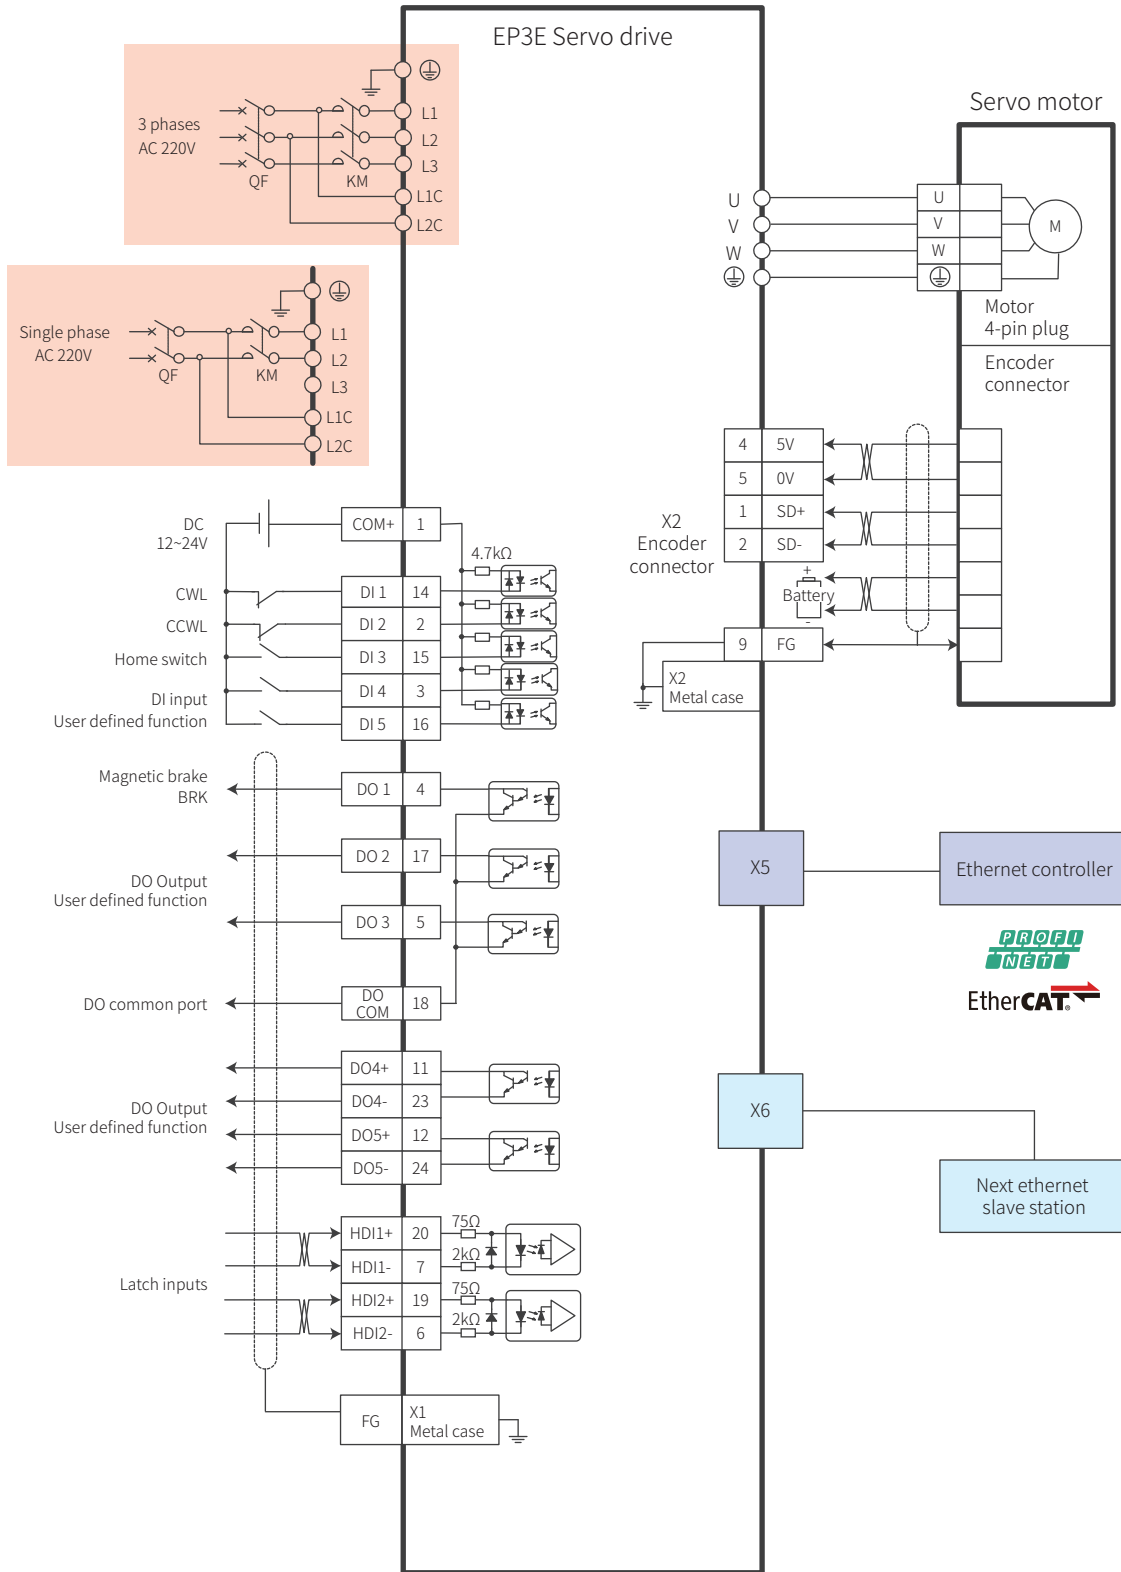 EP3E Servo drive
3 phases
AC 220V
QF
KM
L1
L2
L3
L1C
L2C
Single phase
AC 220V
QF
KM
L1
L2
L3
L1C
L2C
Servo motor
U
V
W
U
V
W
M
Motor
4-pin plug
Encoder
connector
X2
Encoder
connector
4 5V
5 0V
1 SD+
2 SD-
+
Battery
-
9 FG
X2
Metal case
DC
12~24V
COM+ 1
4.7kΩ
CWL
DI 1 14
CCWL
DI 2 2
Home switch
DI 3 15
DI input
User defined function
DI 4 3
DI 5 16
Magnetic brake
BRK
DO 1 4
DO 2 17
DO Output
User defined function
DO 3 5
DO common port
DO
COM
18
DO4+ 11
DO4- 23
DO Output
User defined function
DO5+ 12
DO5- 24
Latch inputs
HDI1+ 20
75Ω
HDI1- 7
2kΩ
HDI2+ 19
75Ω
HDI2- 6
2kΩ
FG
X1
Metal case
X5
Ethernet controller
PROFI
NET
EtherCAT®
X6
Next ethernet
slave station